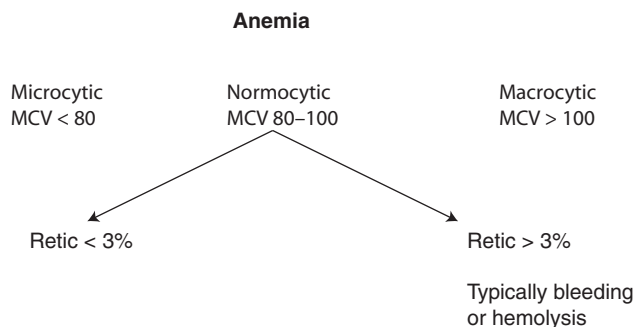 Anemia
Microcytic
MCV < 80
Normocytic
MCV 80–100
Macrocytic
MCV > 100
Retic < 3%
Retic > 3%
Typically bleeding
or hemolysis